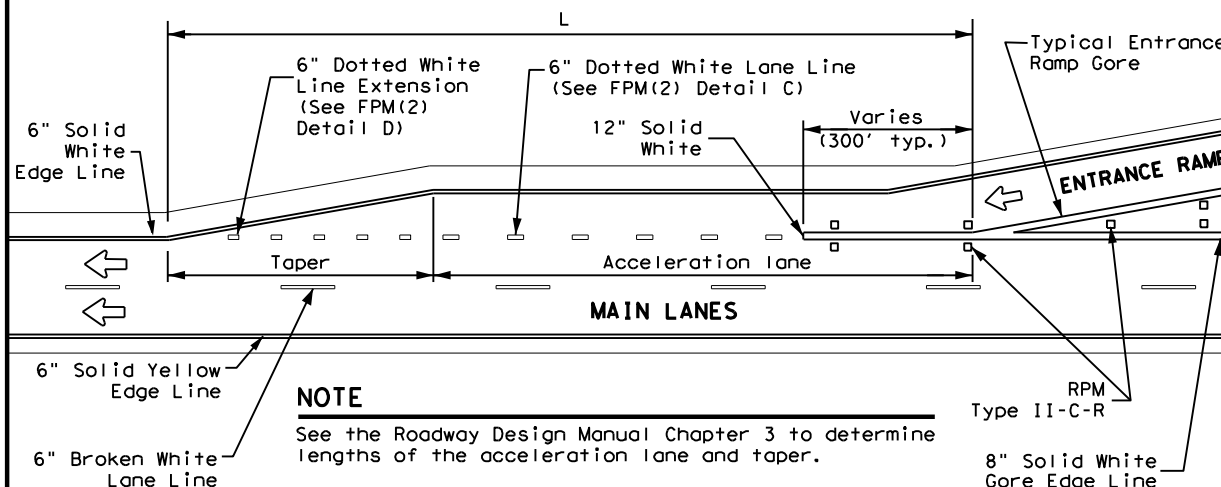 L
6" Dotted White
Line Extension
(See FPM(2)
Detail D)
6" Dotted White Lane Line
(See FPM(2) Detail C)
Typical Entrance
Ramp Gore
6" Solid
White
Edge Line
12" Solid
White
Varies
(300' typ.)
ENTRANCE RAMP
Taper
Acceleration lane
MAIN LANES
6" Solid Yellow
Edge Line
RPM
Type II-C-R
NOTE
See the Roadway Design Manual Chapter 3 to determine
lengths of the acceleration lane and taper.
6" Broken White
Lane Line
8" Solid White
Gore Edge Line